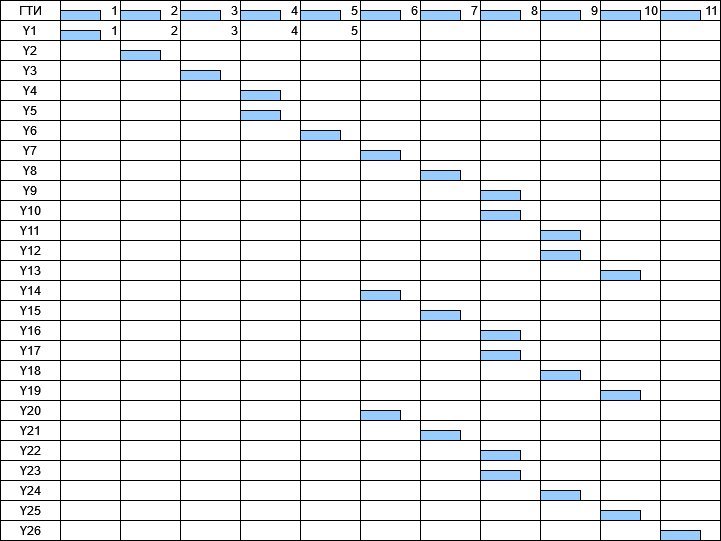 ГТИ 1 2 3 4 5 6 7 8 9 10 11
Y1 1 2 3 4 5
Y2
Y3
Y4
Y5
Y6
Y7
Y8
Y9
Y10
Y11
Y12
Y13
Y14
Y15
Y16
Y17
Y18
Y19
Y20
Y21
Y22
Y23
Y24
Y25
Y26